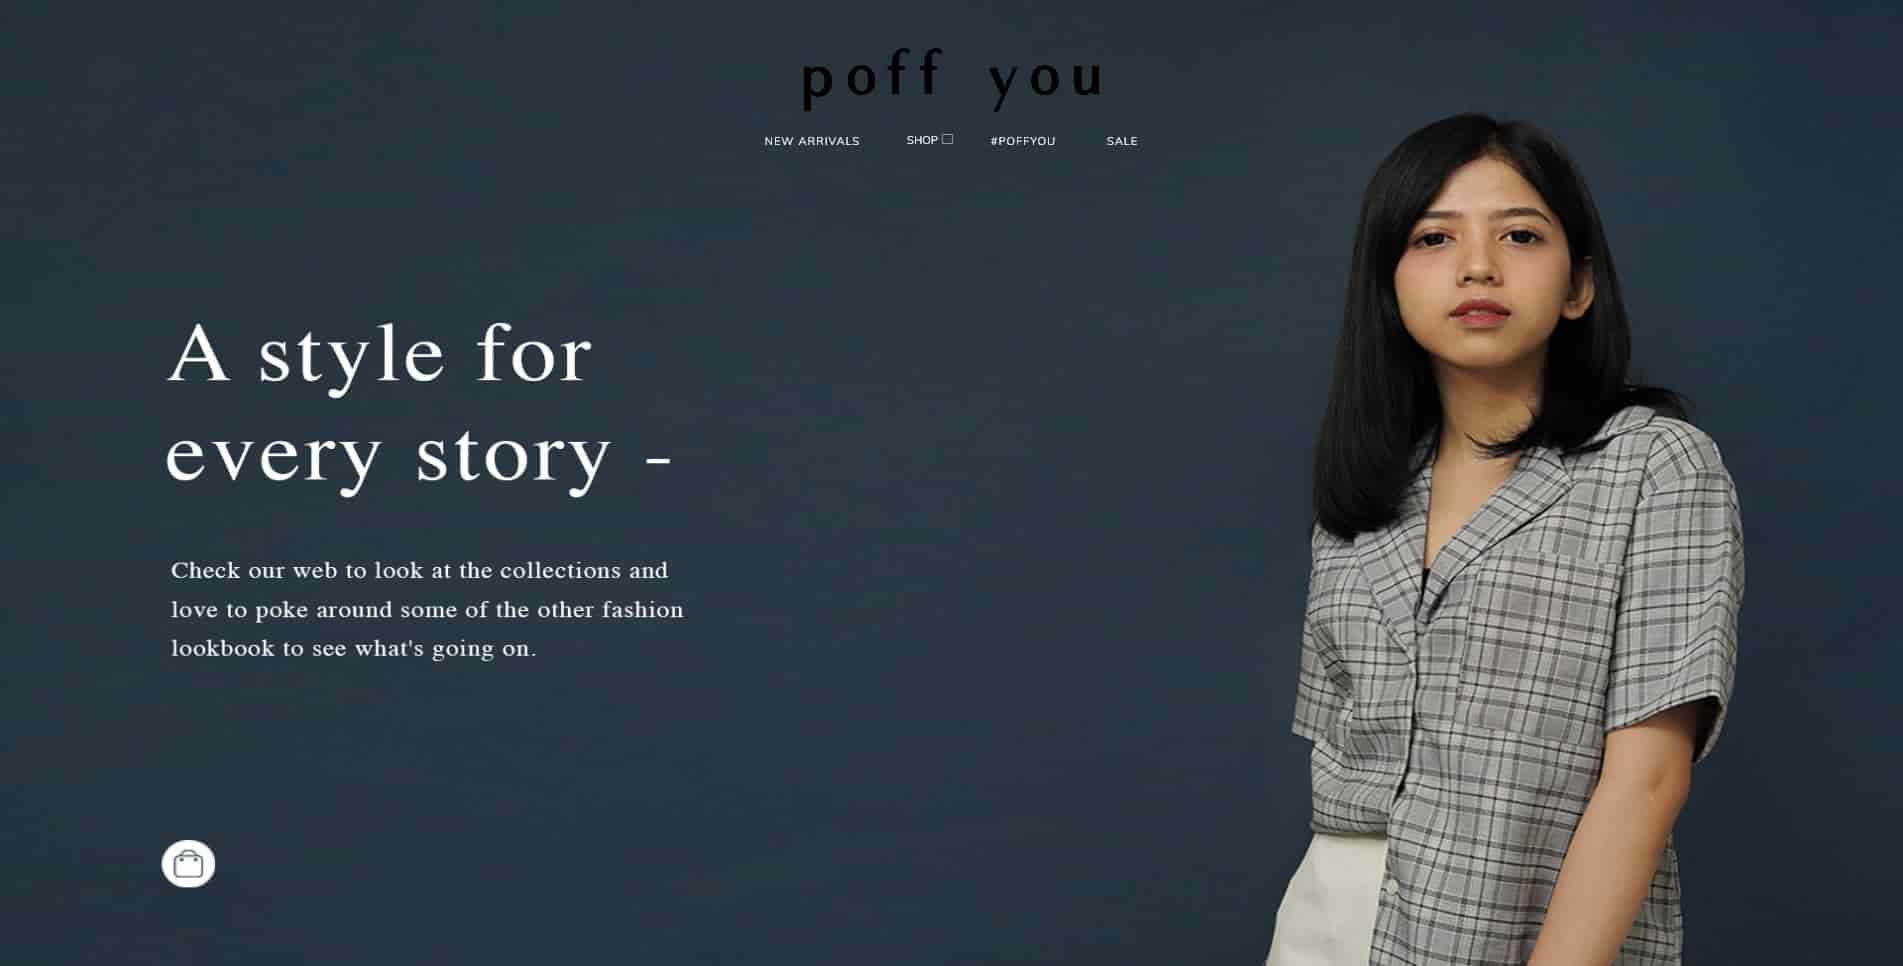 poff you
NEW ARRIVALS
SHOP
#POFFYOU
SALE
A style for
every story -
Check our web to look at the collections and
love to poke around some of the other fashion
lookbook to see what's going on.